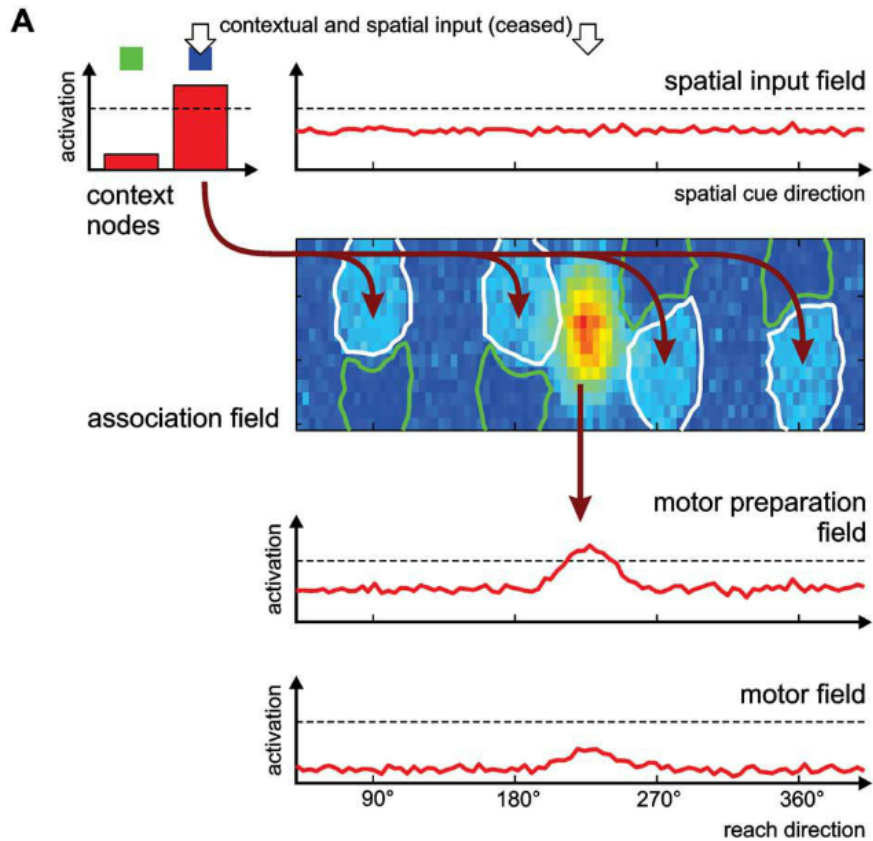 A
contextual and spatial input (ceased)
activation
context
nodes
spatial input field
spatial cue direction
association field
motor preparation
field
activation
motor field
activation
90° 180° 270° 360°
reach direction